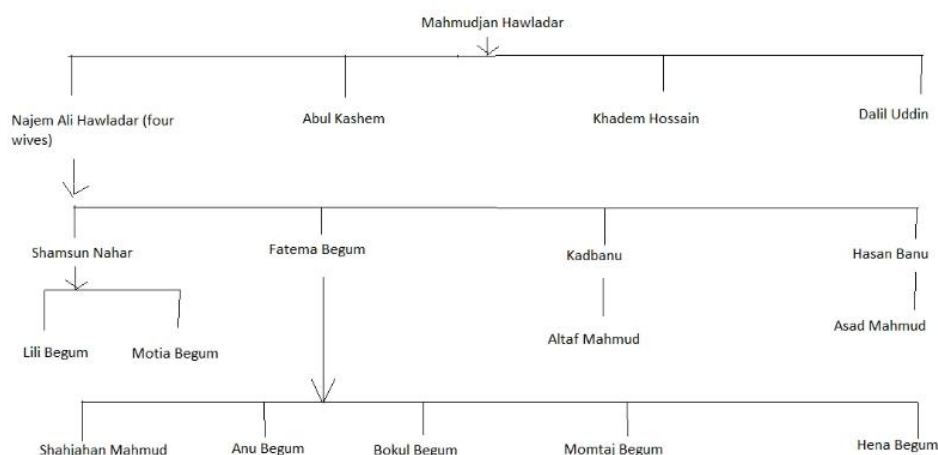 Mahmudjan Hawladar
Najem Ali Hawladar (four
wives)
Abul Kashem
Khadem Hossain
Dalil Uddin
Shamsun Nahar
Fatema Begum
Kadbanu
Hasan Banu
Lili Begum
Motia Begum
Altaf Mahmud
Asad Mahmud
Shahjahan Mahmud
Anu Begum
Bokul Begum
Momtaj Begum
Hena Begum